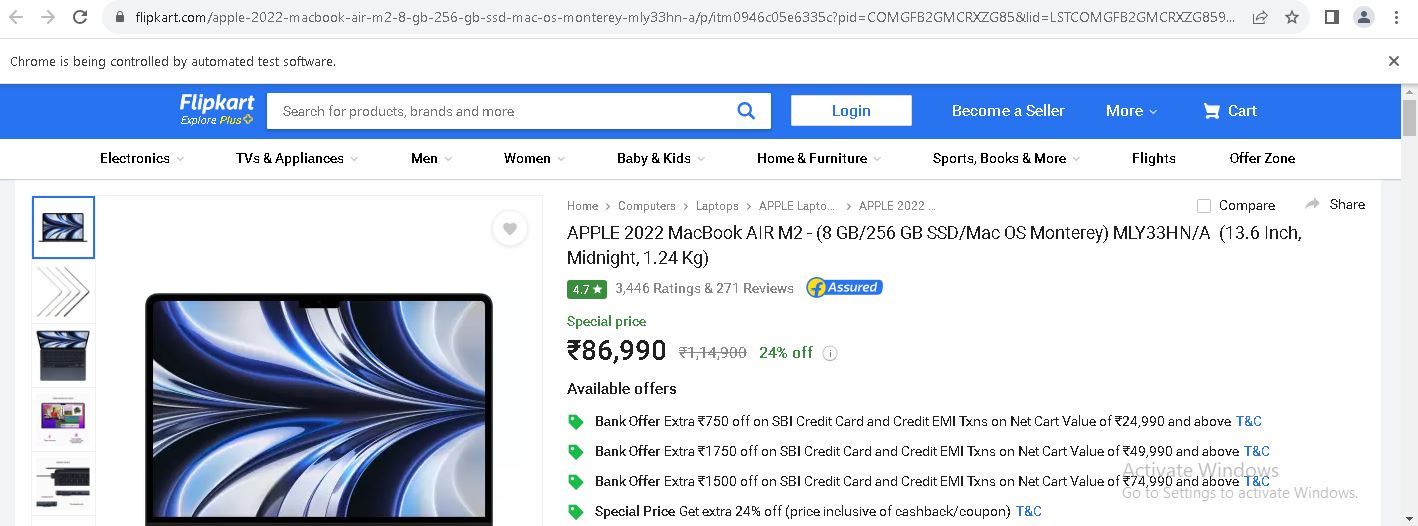 flipkart.com/apple-2022-macbook-air-m2-8-gb-256-gb-ssd-mac-os-monterey-mly33hn-a/p/itm0946c05e6335c?pid=COMGFB2GMCRXZG85&lid=LSTCOMGFB2GMCRXZG859...
Chrome is being controlled by automated test software.
Flipkart
Explore Plus
Search for products, brands and more
Login
Become a Seller
More
Cart
Electronics
TVs & Appliances
Men
Women
Baby & Kids
Home & Furniture
Sports, Books & More
Flights
Offer Zone
Home > Computers > Laptops > APPLE Lapto... > APPLE 2022 ...
Compare
Share
APPLE 2022 MacBook AIR M2 - (8 GB/256 GB SSD/Mac OS Monterey) MLY33HN/A (13.6 Inch,
Midnight, 1.24 Kg)
4.7 ★ 3,446 Ratings & 271 Reviews
Assured
Special price
₹86,990 ₹1,14,900 24% off
Available offers
Bank Offer Extra ₹750 off on SBI Credit Card and Credit EMI Txns on Net Cart Value of ₹24,990 and above T&C
Bank Offer Extra ₹1750 off on SBI Credit Card and Credit EMI Txns on Net Cart Value of ₹49,990 and above T&C
Bank Offer Extra ₹1500 off on SBI Credit Card and Credit EMI Txns on Net Cart Value of ₹74,990 and above T&C
Special Price Get extra 24% off (price inclusive of cashback/coupon) T&C
Activate Windows
Go to Settings to activate Windows.